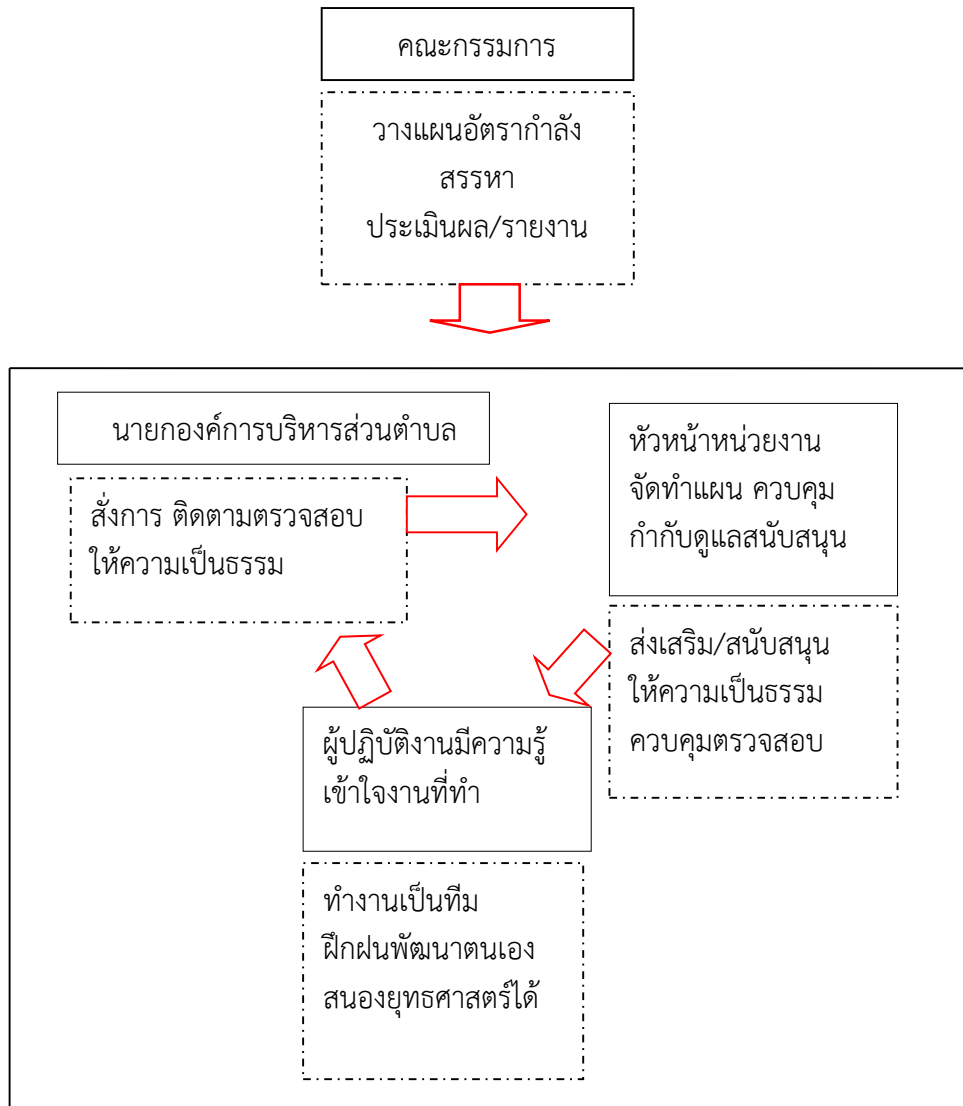 คณะกรรมการ
วางแผนอัตรากำลัง
สรรหา
ประเมินผล/รายงาน
นายกองค์การบริหารส่วนตำบล
สั่งการ ติดตามตรวจสอบ
ให้ความเป็นธรรม
หัวหน้าหน่วยงาน
จัดทำแผน ควบคุม
กำกับดูแลสนับสนุน
ส่งเสริม/สนับสนุน
ให้ความเป็นธรรม
ควบคุมตรวจสอบ
ผู้ปฏิบัติงานมีความรู้
เข้าใจงานที่ทำ
ทำงานเป็นทีม
ฝึกฝนพัฒนาตนเอง
สนองยุทธศาสตร์ได้